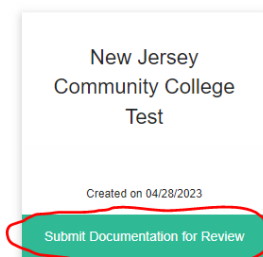 New Jersey
Community College
Test
Created on 04/28/2023
Submit Documentation for Review